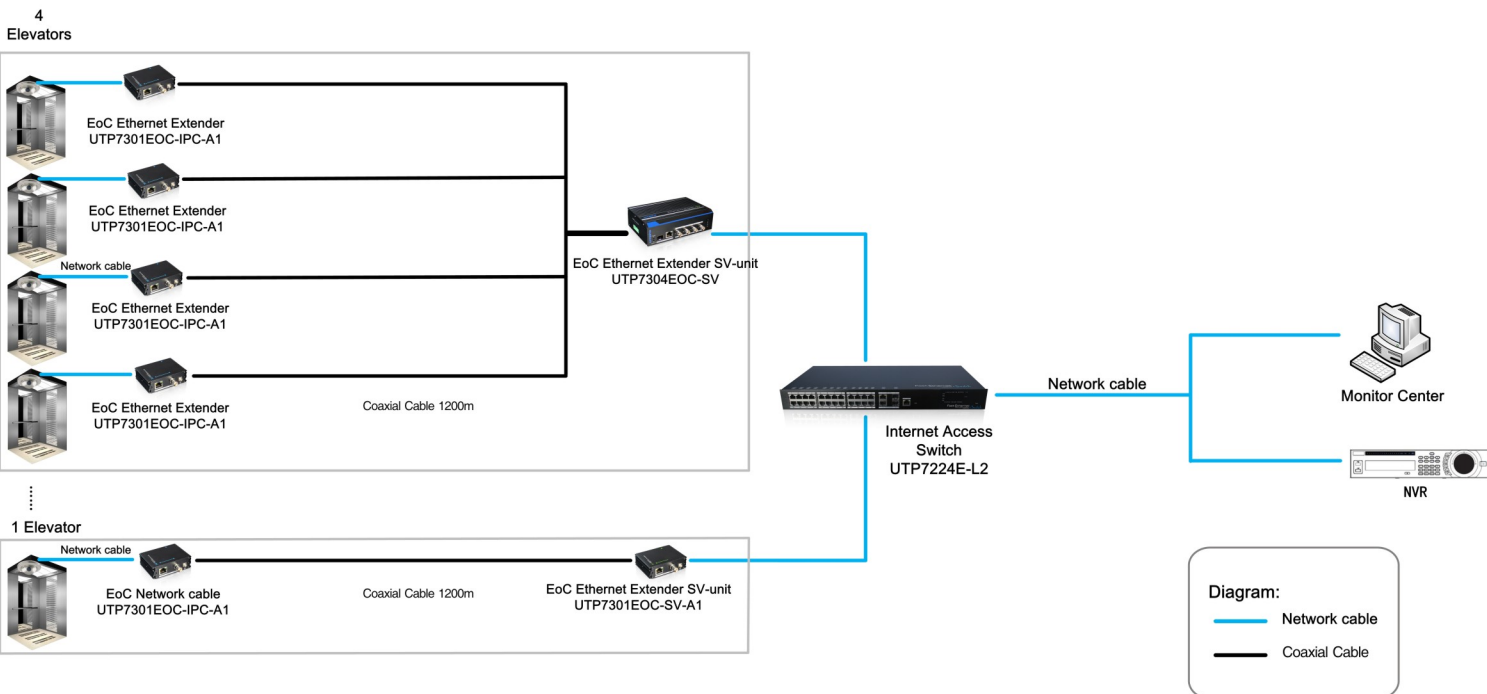 4
Elevators
EoC Ethernet Extender
UTP7301EOC-IPC-A1
EoC Ethernet Extender
UTP7301EOC-IPC-A1
Network cable
EoC Ethernet Extender
UTP7301EOC-IPC-A1
EoC Ethernet Extender
UTP7301EOC-IPC-A1
Coaxial Cable 1200m
EoC Ethernet Extender SV-unit
UTP7304EOC-SV
Internet Access
Switch
UTP7224E-L2
Network cable
Monitor Center
NVR
1 Elevator
Network cable
EoC Network cable
UTP7301EOC-IPC-A1
Coaxial Cable 1200m
EoC Ethernet Extender SV-unit
UTP7301EOC-SV-A1
Diagram:
Network cable
Coaxial Cable